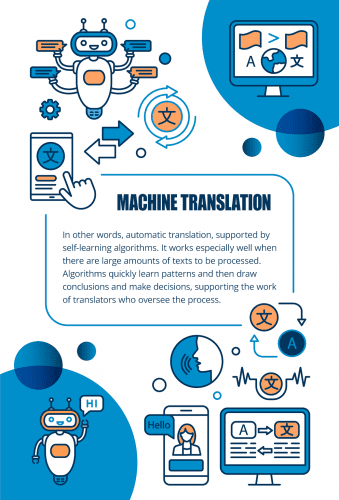 文
>
A 文
文
文
MACHINE TRANSLATION
In other words, automatic translation, supported by
self-learning algorithms. It works especially well when
there are large amounts of texts to be processed.
Algorithms quickly learn patterns and then draw
conclusions and make decisions, supporting the work
of translators who oversee the process.
文
A
文
HI
Hello
A 文